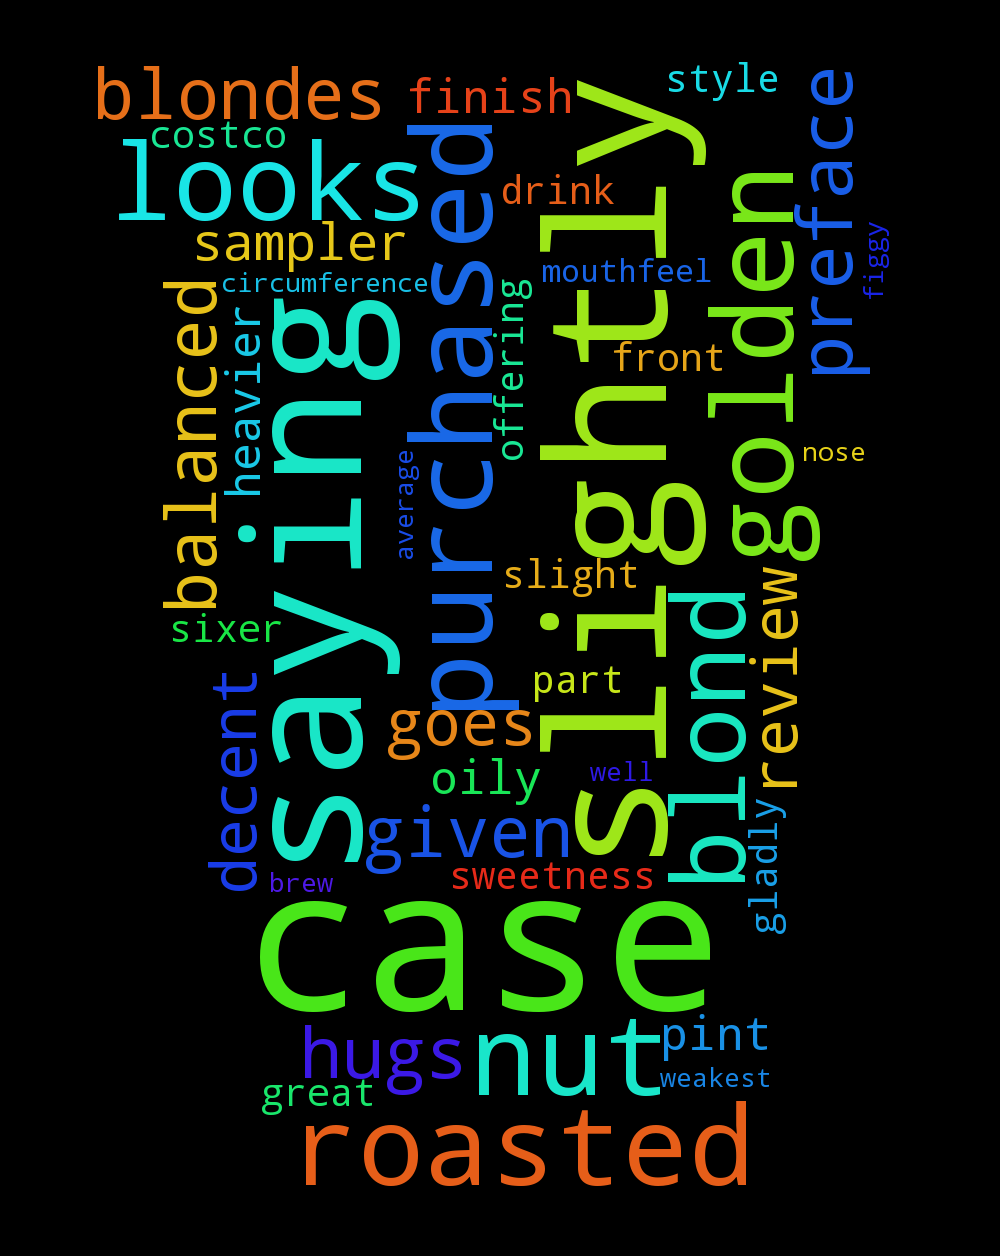 blondes
finish
style
costco
looks
purchased
slightly
golden
preface
drink
sampler
figgy
circumference
mouthfeel
balanced
heavier
saying
offering
front
average
nose
slight
sixer
blond
review
part
decent
goes
oily
well
given
gladly
sweetness
brew
case
hugs
nut
pint
great
weakest
roasted